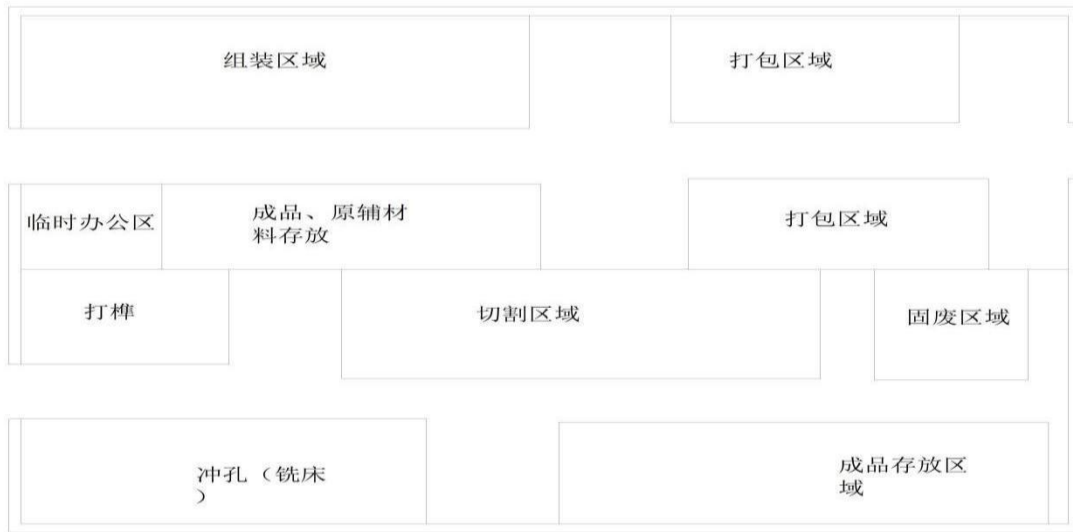 组装区域
打包区域
临时办公区
成品、原辅材
料存放
打包区域
打榫
切割区域
固废区域
冲孔（铣床
）
成品存放区
域